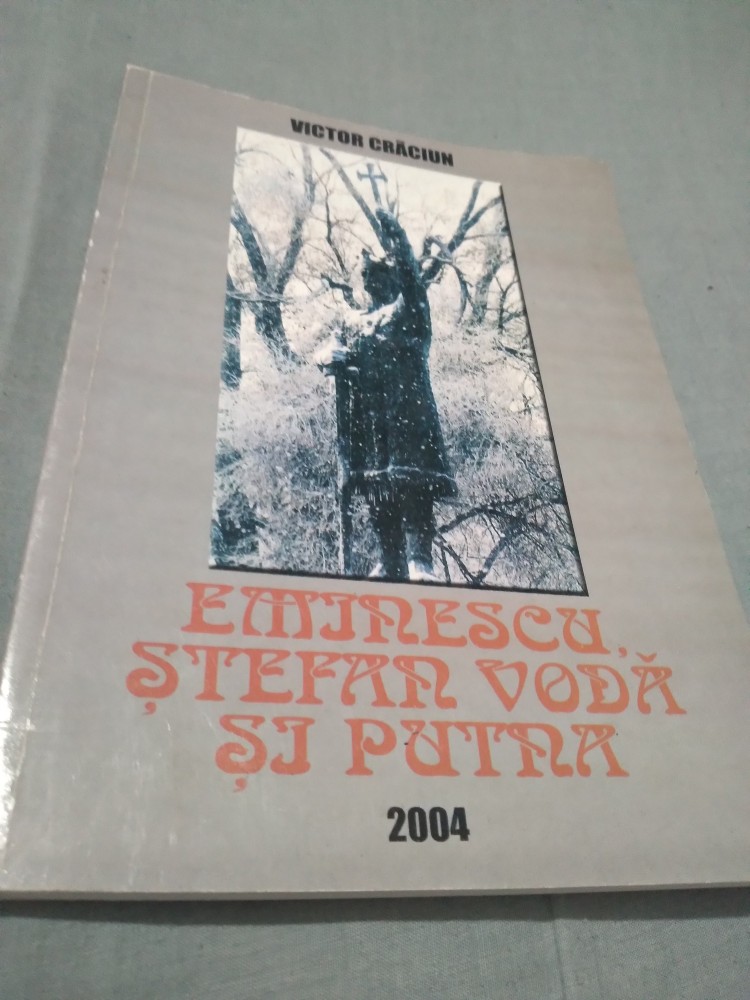 VICTOR CRĂCIUN
EMINESCU,
ȘTEFAN VODĂ
ȘI PUTNA
2004